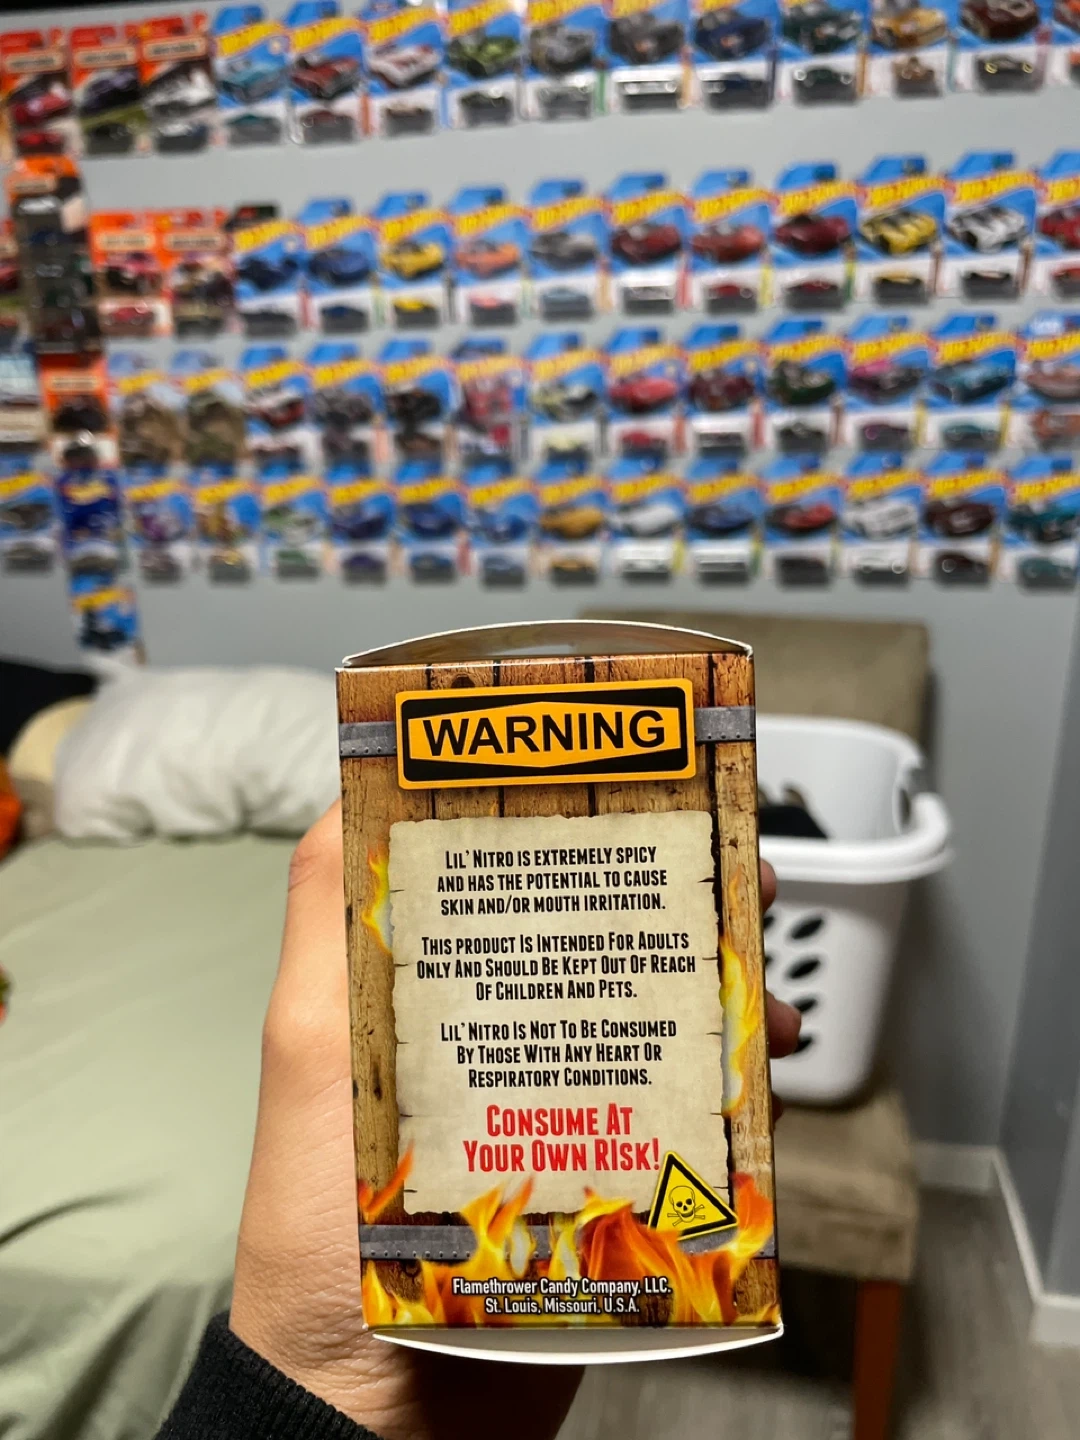 WARNING
LIL' NITRO IS EXTREMELY SPICY
AND HAS THE POTENTIAL TO CAUSE
SKIN AND/OR MOUTH IRRITATION.
THIS PRODUCT IS INTENDED FOR ADULTS
ONLY AND SHOULD BE KEPT OUT OF REACH
OF CHILDREN AND PETS.
LIL' NITRO IS NOT TO BE CONSUMED
BY THOSE WITH ANY HEART OR
RESPIRATORY CONDITIONS.
CONSUME AT
YOUR OWN RISK!
Flamethrower Candy Company, LLC.
St. Louis, Missouri, U.S.A.